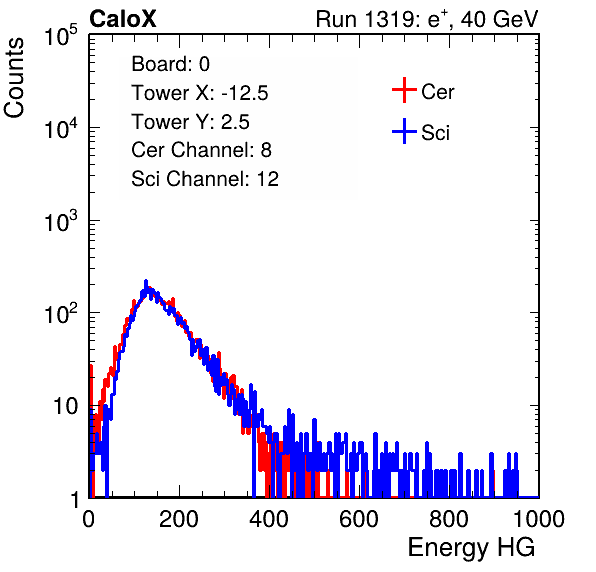 CaloX Run 1319: e⁺, 40 GeV
Counts
Board: 0
Tower X: -12.5
Tower Y: 2.5
Cer Channel: 8
Sci Channel: 12
Cer
Sci
10⁵
10⁴
10³
10²
10
1
0 200 400 600 800 1000
Energy HG